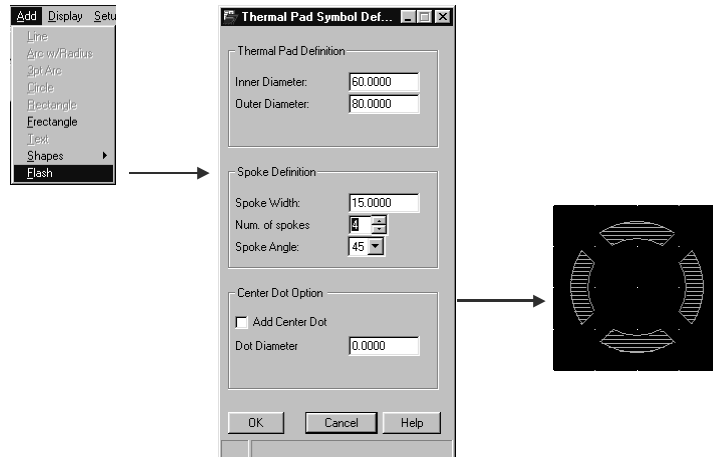 Add Display Setu
Line
Arc w/Radius
3pt Arc
Circle
Rectangle
Frectangle
Text
Shapes
Flash
Thermal Pad Symbol Def...
Thermal Pad Definition
Inner Diameter: 60.0000
Outer Diameter: 80.0000
Spoke Definition
Spoke Width: 15.0000
Num. of spokes 4
Spoke Angle: 45
Center Dot Option
Add Center Dot
Dot Diameter 0.0000
OK Cancel Help